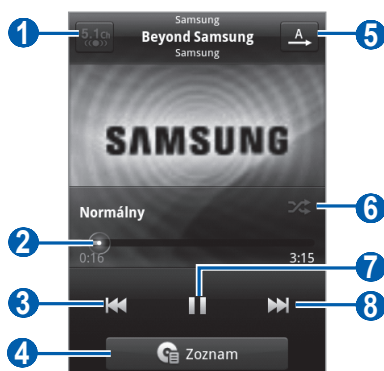 Samsung
1
5.1ch
Beyond Samsung
A
5
Samsung
SAMSUNG
Normálny
6
2
0:16
3:15
7
3
8
4
Zoznam